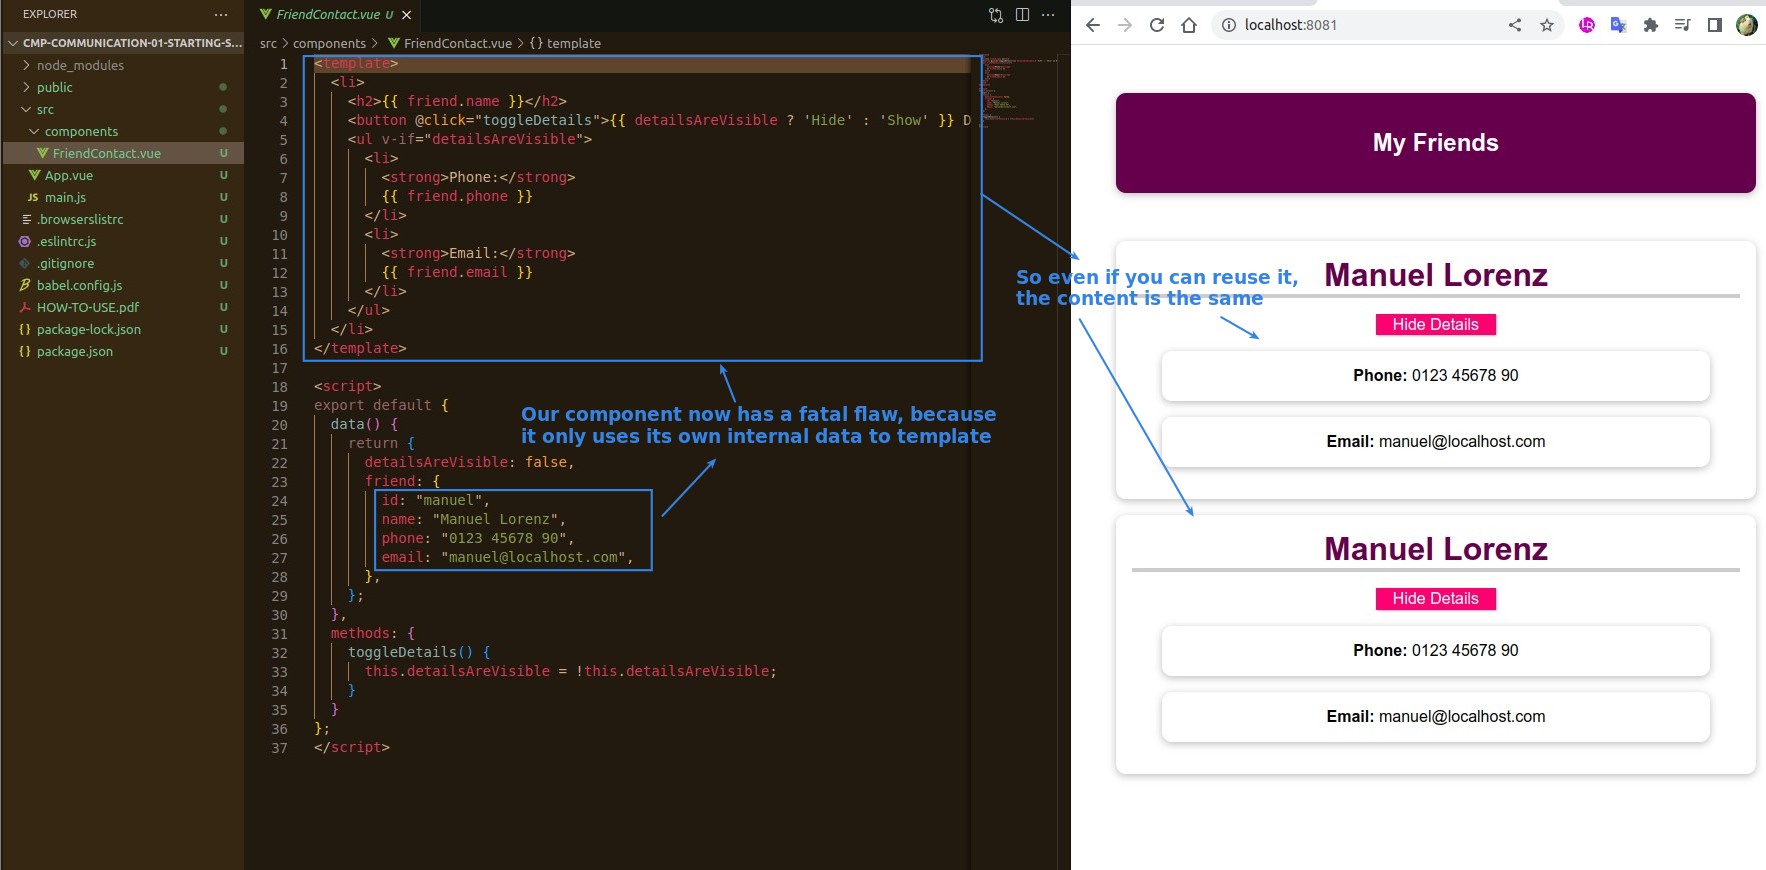 EXPLORER
CMP-COMMUNICATION-01-STARTING-S...
node_modules
public
src
components
FriendContact.vue U
App.vue U
JS main.js U
.browserslistrc U
.eslintrc.js U
.gitignore U
babel.config.js U
HOW-TO-USE.pdf U
package-lock.json U
package.json U
FriendContact.vue U
src > components > FriendContact.vue > {} template
1 <template>
2 <li>
3 <h2>{{ friend.name }}</h2>
4 <button @click="toggleDetails">{{ detailsAreVisible ? 'Hide' : 'Show' }} D
5 <ul v-if="detailsAreVisible">
6 <li>
7 <strong>Phone:</strong>
8 {{ friend.phone }}
9 </li>
10 <li>
11 <strong>Email:</strong>
12 {{ friend.email }}
13 </li>
14 </ul>
15 </li>
16 </template>
17
18 <script>
19 export default {
20 data() {
21 return {
22 detailsAreVisible: false,
23 friend: {
24 id: "manuel",
25 name: "Manuel Lorenz",
26 phone: "0123 45678 90",
27 email: "manuel@localhost.com",
28 },
29 };
30 },
31 methods: {
32 toggleDetails() {
33 this.detailsAreVisible = !this.detailsAreVisible;
34 }
35 }
36 };
37 </script>
Our component now has a fatal flaw, because
it only uses its own internal data to template
So even if you can reuse it,
the content is the same
localhost:8081
My Friends
Manuel Lorenz
Hide Details
Phone: 0123 45678 90
Email: manuel@localhost.com
Manuel Lorenz
Hide Details
Phone: 0123 45678 90
Email: manuel@localhost.com